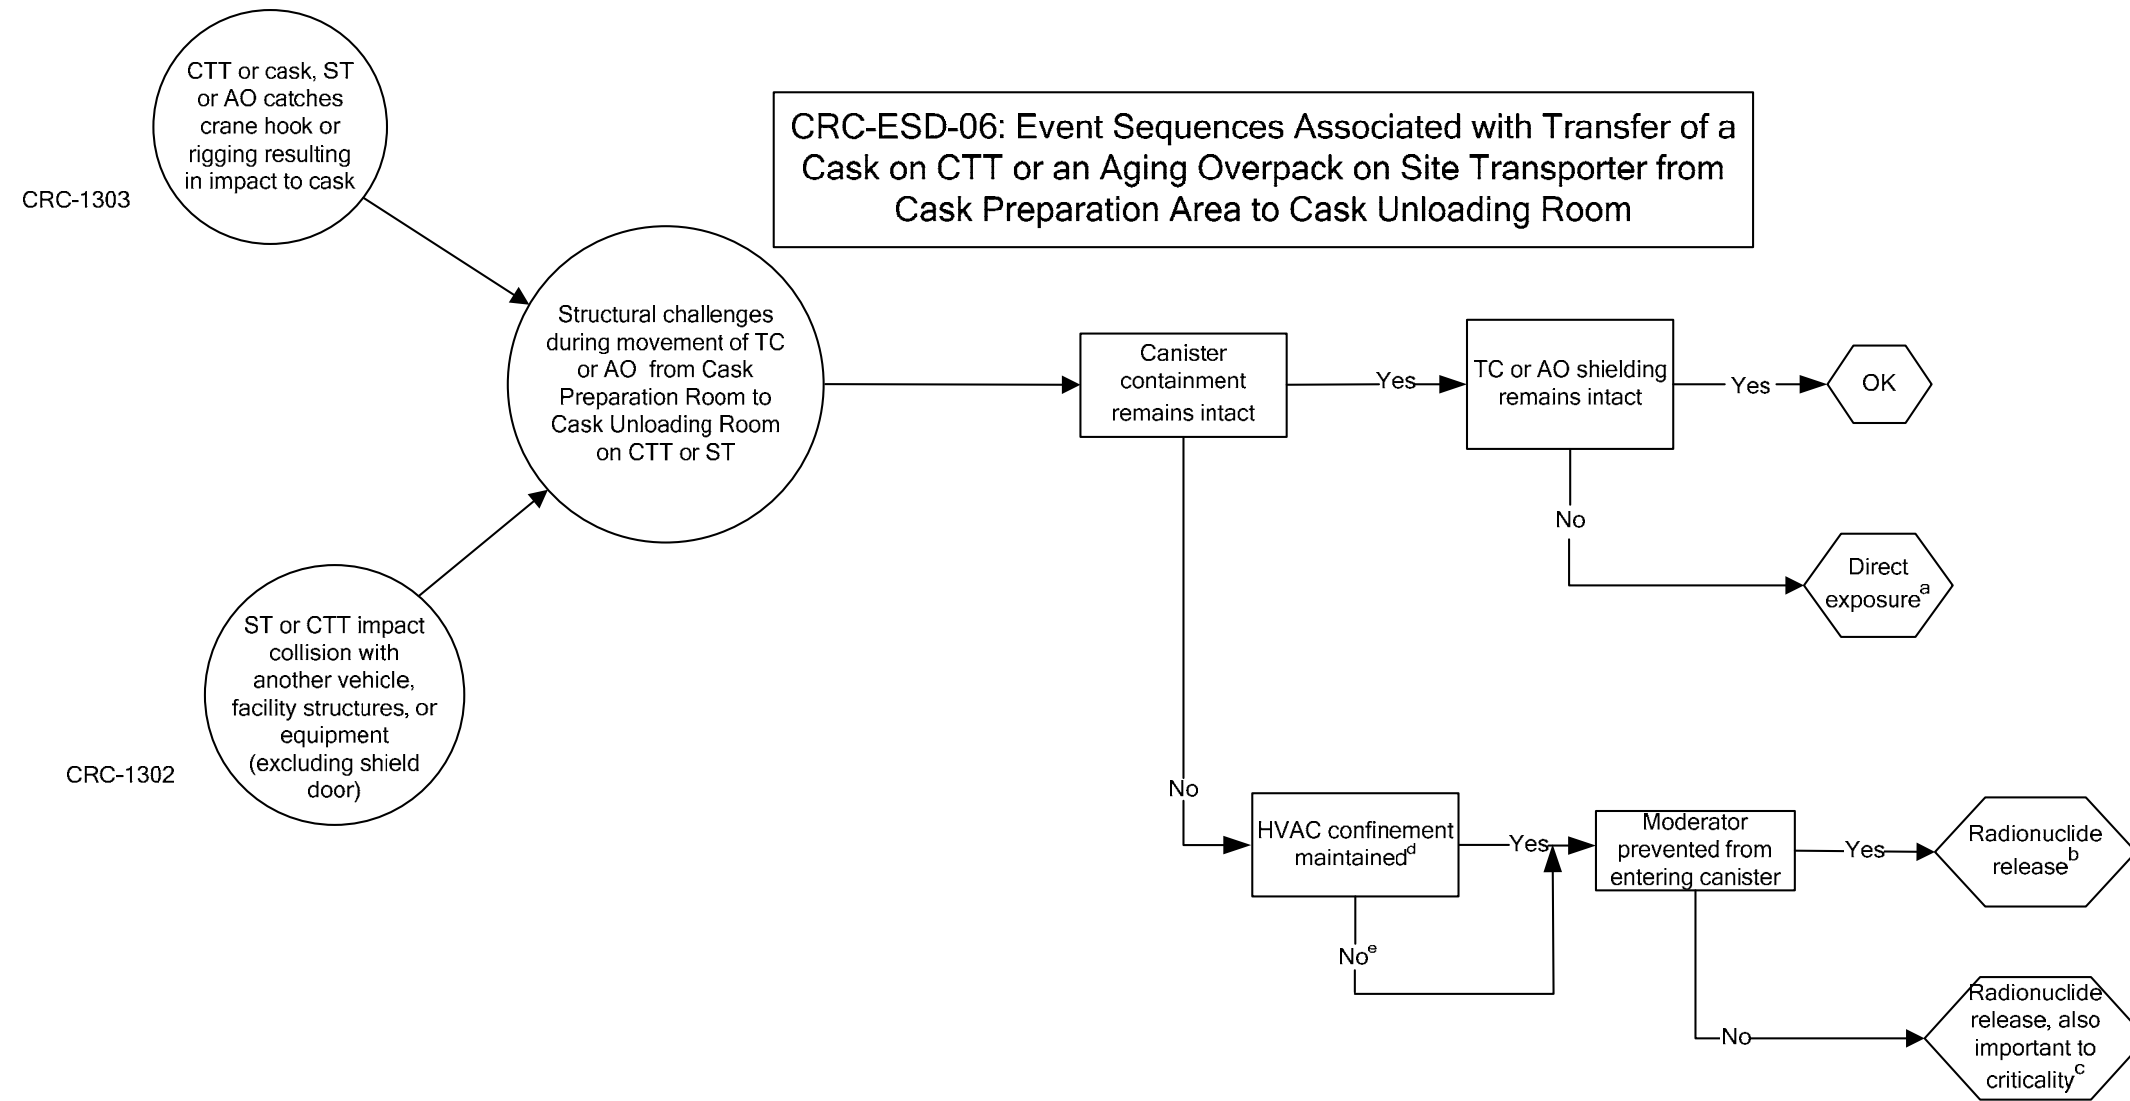 CTT or cask, ST
or AO catches
crane hook or
rigging resulting
in impact to cask
CRC-1303
CRC-ESD-06: Event Sequences Associated with Transfer of a
Cask on CTT or an Aging Overpack on Site Transporter from
Cask Preparation Area to Cask Unloading Room
Structural challenges
during movement of TC
or AO from Cask
Preparation Room to
Cask Unloading Room
on CTT or ST
Canister
containment
remains intact
Yes
TC or AO shielding
remains intact
Yes
OK
No
Direct
exposureᵃ
ST or CTT impact
collision with
another vehicle,
facility structures, or
equipment
(excluding shield
door)
CRC-1302
No
HVAC confinement
maintainedᵈ
Yes
Noᵉ
Moderator
prevented from
entering canister
Yes
Radionuclide
releaseᵇ
No
Radionuclide
release, also
important to
criticalityᶜ